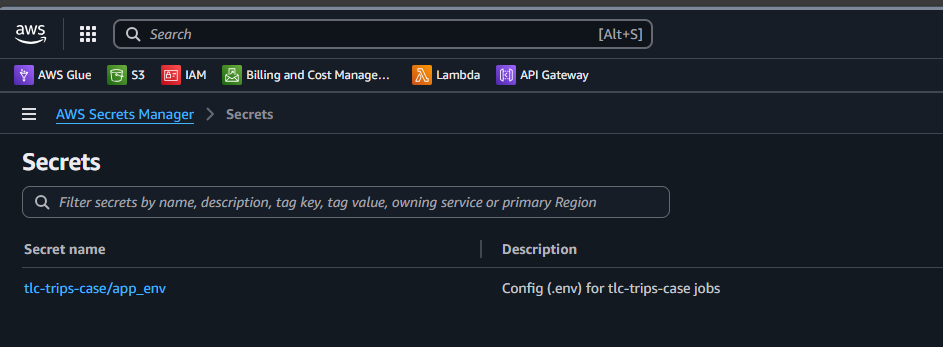 aws
Search [Alt+S]
AWS Glue S3 IAM Billing and Cost Manage... Lambda API Gateway
AWS Secrets Manager > Secrets
Secrets
Filter secrets by name, description, tag key, tag value, owning service or primary Region
Secret name Description
tlc-trips-case/app_env Config (.env) for tlc-trips-case jobs